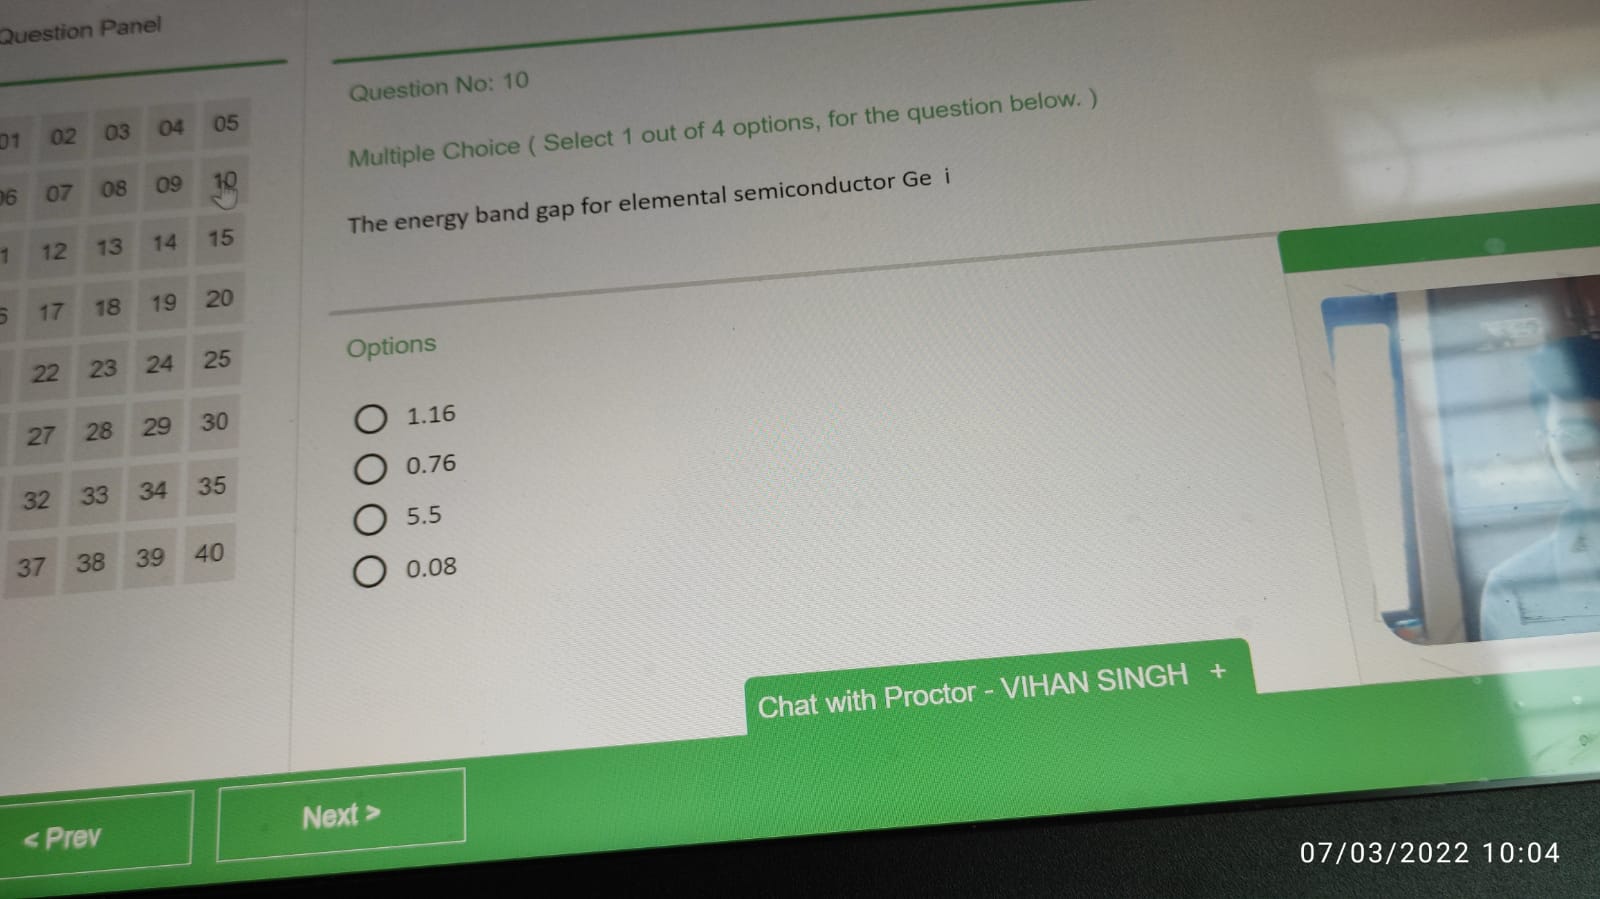 Question Panel
01 02 03 04 05
06 07 08 09 10
1 12 13 14 15
17 18 19 20
22 23 24 25
27 28 29 30
32 33 34 35
37 38 39 40
Question No: 10
Multiple Choice ( Select 1 out of 4 options, for the question below. )
The energy band gap for elemental semiconductor Ge i
Options
1.16
0.76
5.5
0.08
Chat with Proctor - VIHAN SINGH +
< Prev
Next >
07/03/2022 10:04